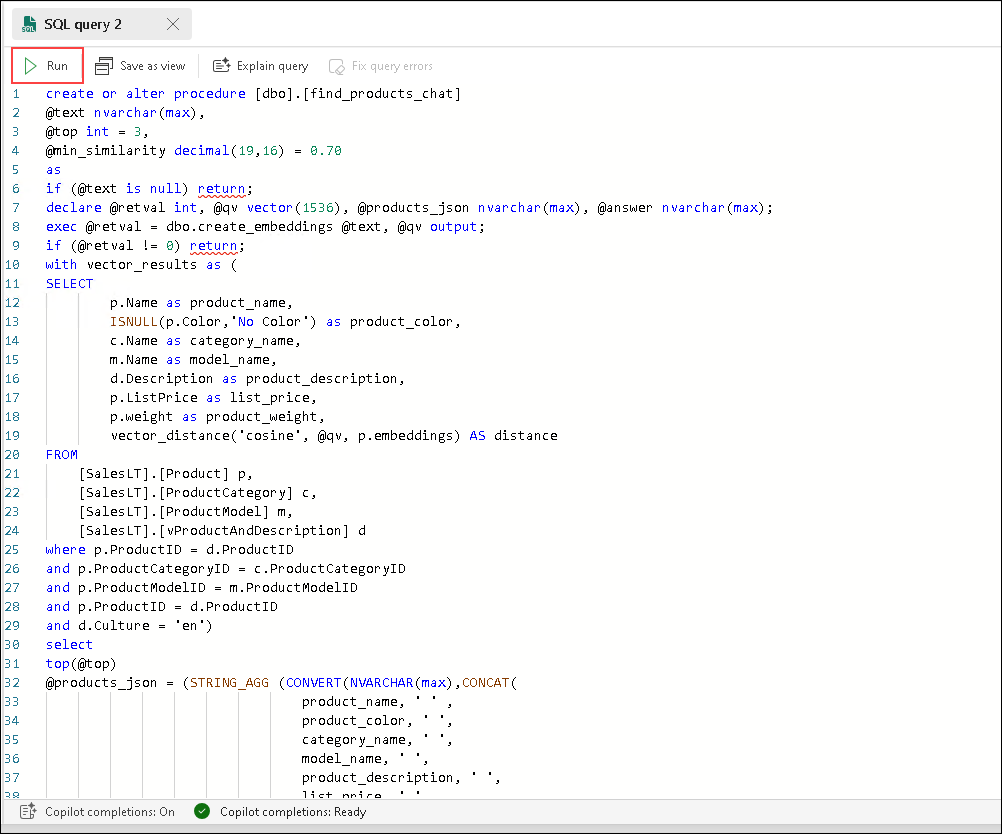 SQL query 2
Run Save as view Explain query Fix query errors
1 create or alter procedure [dbo].[find_products_chat]
2 @text nvarchar(max),
3 @top int = 3,
4 @min_similarity decimal(19,16) = 0.70
5 as
6 if (@text is null) return;
7 declare @retval int, @qv vector(1536), @products_json nvarchar(max), @answer nvarchar(max);
8 exec @retval = dbo.create_embeddings @text, @qv output;
9 if (@retval != 0) return;
10 with vector_results as (
11 SELECT
12 p.Name as product_name,
13 ISNULL(p.Color,'No Color') as product_color,
14 c.Name as category_name,
15 m.Name as model_name,
16 d.Description as product_description,
17 p.ListPrice as list_price,
18 p.weight as product_weight,
19 vector_distance('cosine', @qv, p.embeddings) AS distance
20 FROM
21 [SalesLT].[Product] p,
22 [SalesLT].[ProductCategory] c,
23 [SalesLT].[ProductModel] m,
24 [SalesLT].[vProductAndDescription] d
25 where p.ProductID = d.ProductID
26 and p.ProductCategoryID = c.ProductCategoryID
27 and p.ProductModelID = m.ProductModelID
28 and p.ProductID = d.ProductID
29 and d.Culture = 'en')
30 select
31 top(@top)
32 @products_json = (STRING_AGG (CONVERT(NVARCHAR(max),CONCAT(
33 product_name, ' ' ,
34 product_color, ' ',
35 category_name, ' ',
36 model_name, ' ',
37 product_description, ' ',
38 list_price, ' '
Copilot completions: On Copilot completions: Ready